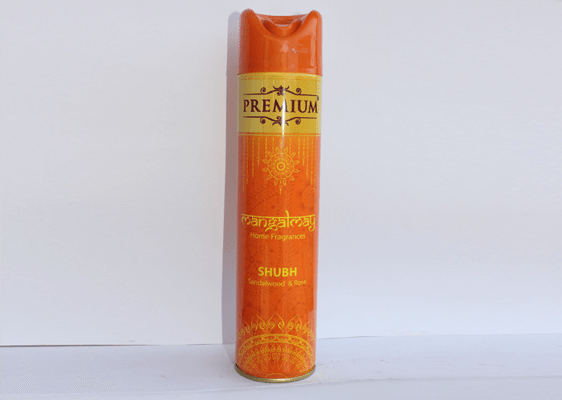 PREMIUM
mangalmay
Home Fragrances
SHUBH
Sandalwood & Rose